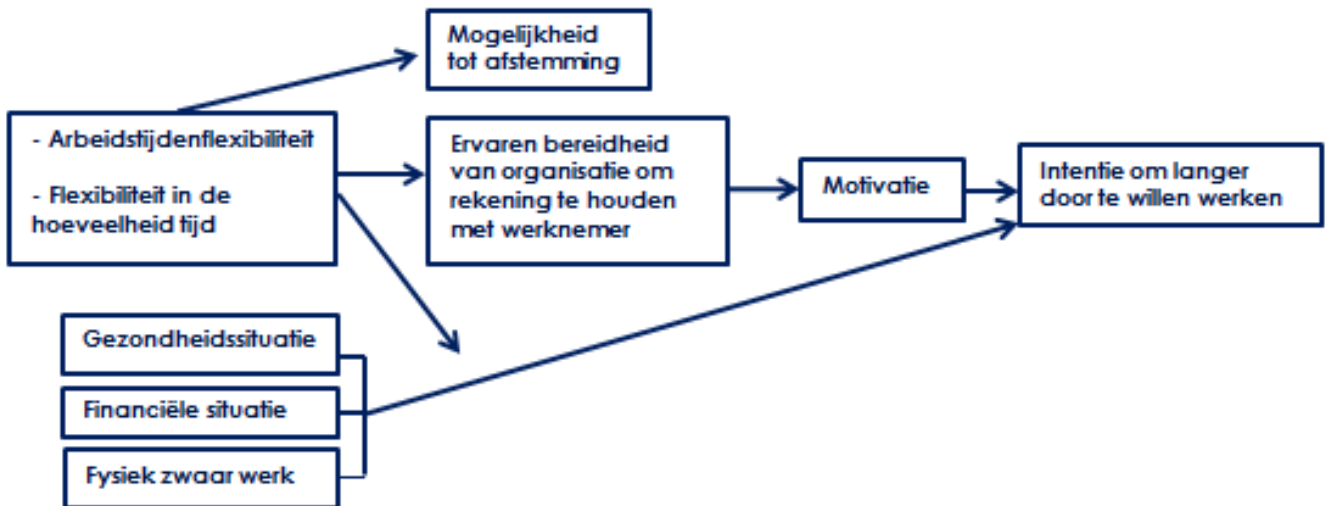 Mogelijkheid
tot afstemming
- Arbeidstijdenflexibiliteit
- Flexibiliteit in de
hoeveelheid tijd
Ervaren bereidheid
van organisatie om
rekening te houden
met werknemer
Motivatie
Intentie om langer
door te willen werken
Gezondheidssituatie
Financiële situatie
Fysiek zwaar werk